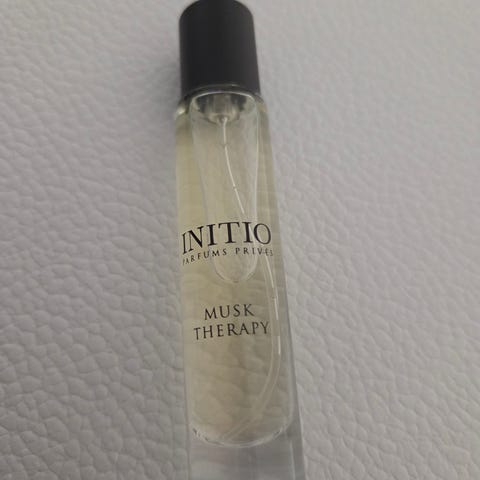 INITIO
PARFUMS PRIVÉS
MUSK
THERAPY